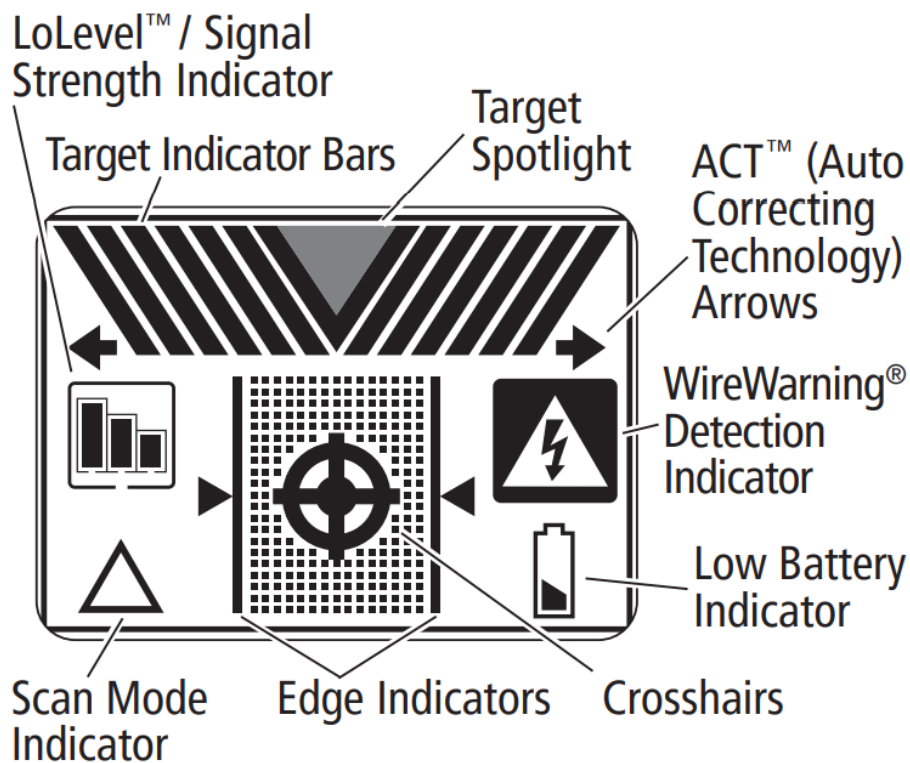 LoLevel™ / Signal
Strength Indicator
Target Indicator Bars
Target
Spotlight
ACT™ (Auto
Correcting
Technology)
Arrows
WireWarning®
Detection
Indicator
Low Battery
Indicator
Scan Mode
Indicator
Edge Indicators
Crosshairs